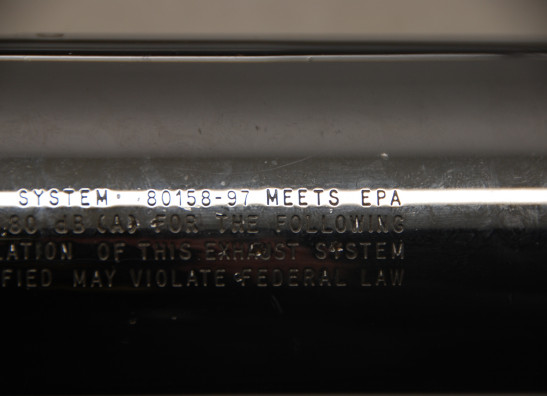 SYSTEM 80158-97 MEETS EPA
80 dB (A) FOR THE FOLLOWING
LATION OF THIS EXHAUST SYSTEM
FIED MAY VIOLATE FEDERAL LAW